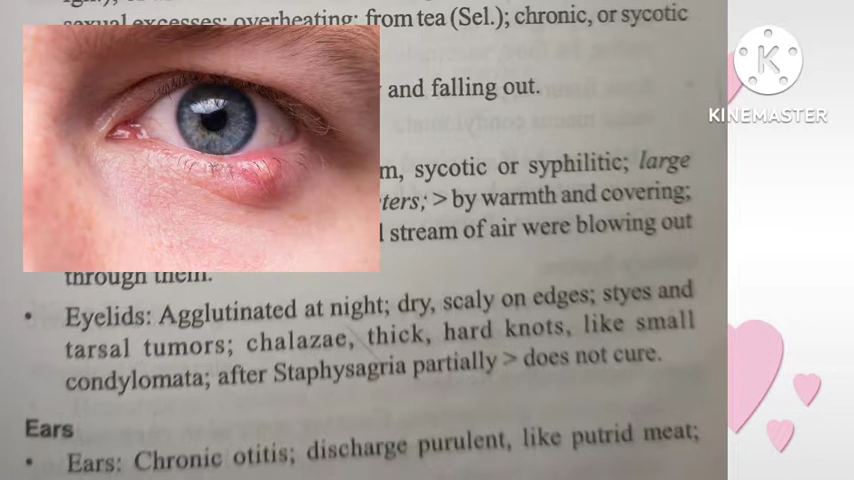 sexual excesses; overheating; from tea (Sel.); chronic, or sycotic
and falling out.
sycotic or syphilitic; large
> by warmth and covering;
stream of air were blowing out
through them.
• Eyelids: Agglutinated at night; dry, scaly on edges; styes and
tarsal tumors; chalazae, thick, hard knots, like small
condylomata; after Staphysagria partially > does not cure.
Ears
• Ears: Chronic otitis; discharge purulent, like putrid meat;
K
KINEMASTER